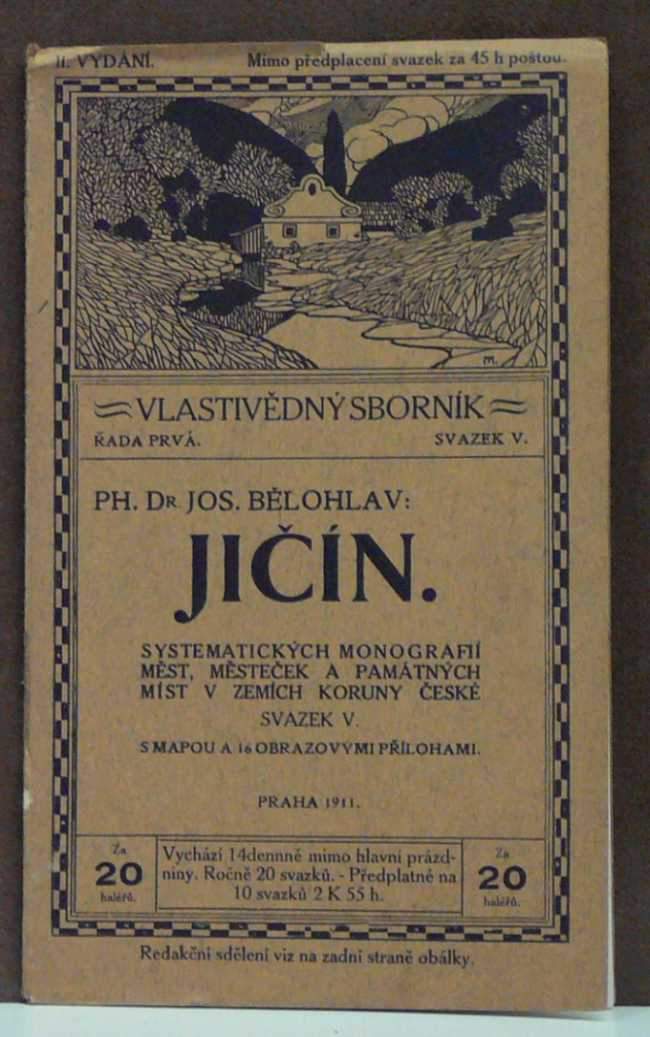 II. VYDÁNÍ. Mimo předplacení svazek za 45 h poštou.
M.
VLASTIVĚDNÝ SBORNÍK
ŘADA PRVÁ. SVAZEK V.
PH. DR JOS. BĚLOHLAV:
JIČÍN.
SYSTEMATICKÝCH MONOGRAFIÍ
MĚST, MĚSTEČEK A PAMÁTNÝCH
MÍST V ZEMÍCH KORUNY ČESKÉ
SVAZEK V.
S MAPOU A 16 OBRAZOVÝMI PŘÍLOHAMI.
PRAHA 1911.
Za
20
haléřů.
Vychází 14dennně mimo hlavní prázd-
niny. Ročně 20 svazků. - Předplatné na
10 svazků 2 K 55 h.
Za
20
haléřů.
Redakční sdělení viz na zadní straně obálky.